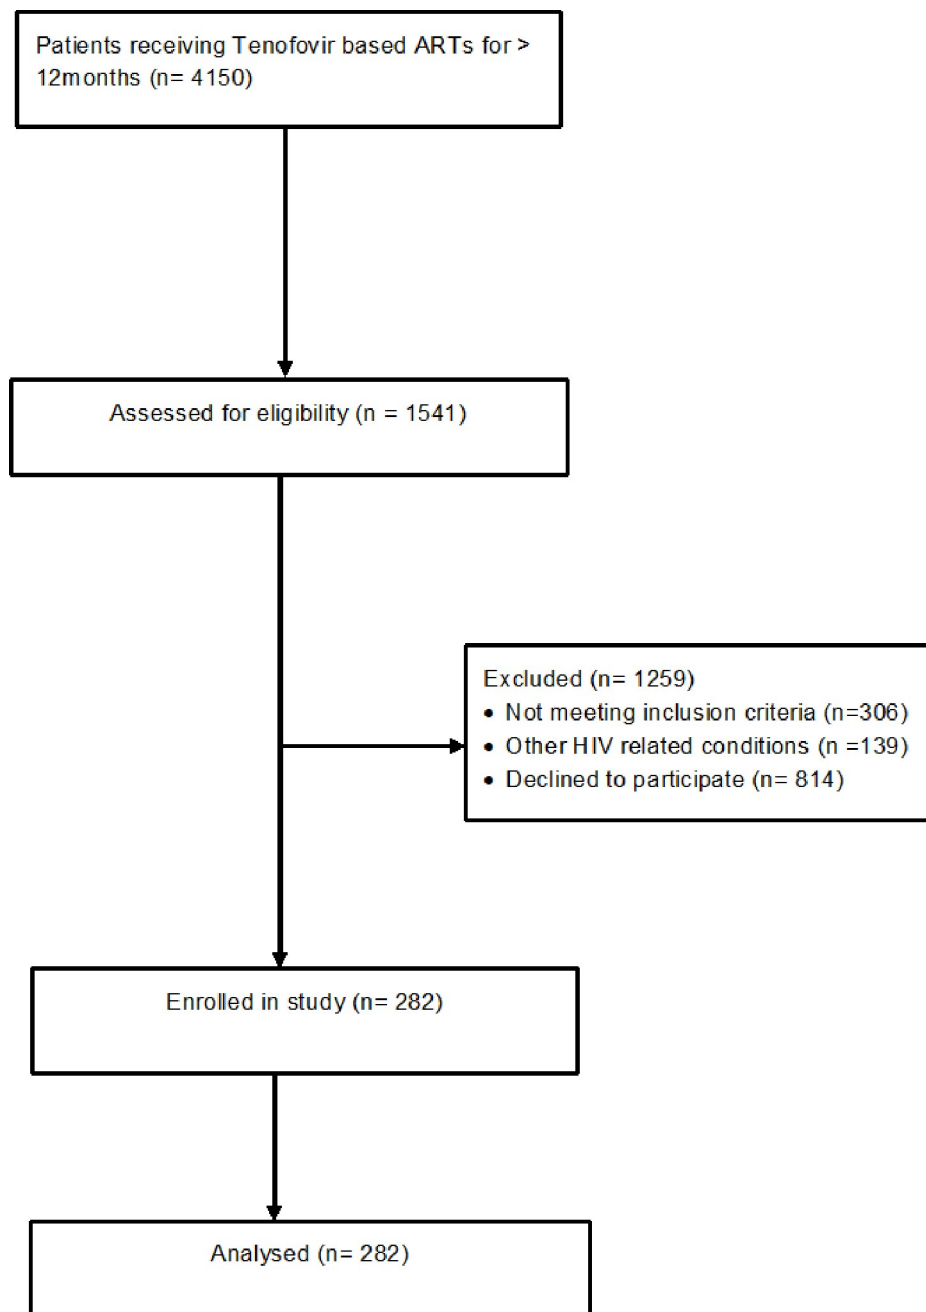 Patients receiving Tenofovir based ARTs for >
12months (n= 4150)
Assessed for eligibility (n = 1541)
Excluded (n= 1259)
• Not meeting inclusion criteria (n=306)
• Other HIV related conditions (n =139)
• Declined to participate (n= 814)
Enrolled in study (n= 282)
Analysed (n= 282)